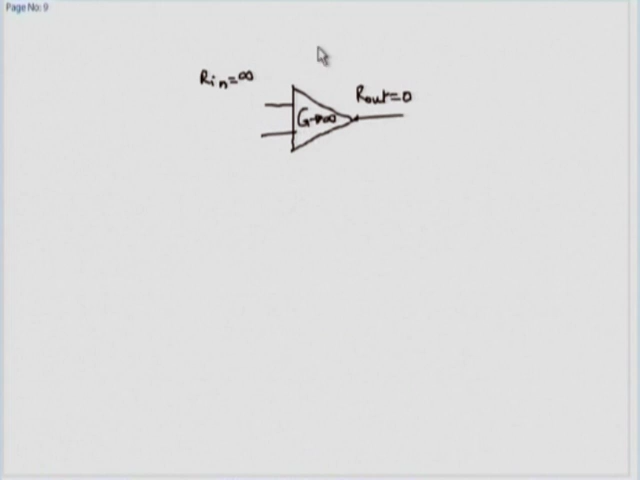 Page No: 9
Rin=∞
Rout=0
G→∞